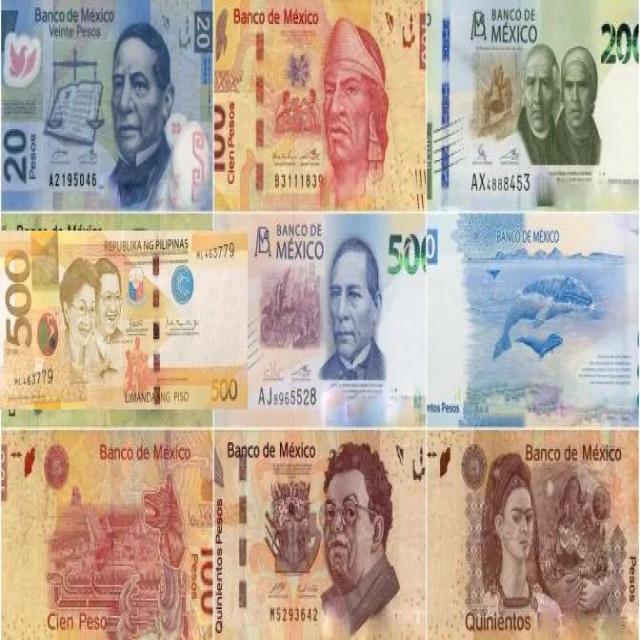 Banco de México
Veinte Pesos
20
20
Pesos
A2195046
Banco de México
100
Cien Pesos
B3111839
BANCO DE
MÉXICO
200
AX4888453
Banco de México
REPUBLIKA NG PILIPINAS
500
ML463779
ML463779
LIMANDAANG PISO
500
BANCO DE
MÉXICO
500
AJ8965528
BANCO DE MÉXICO
ntos Pesos
Banco de México
100
Pesos
Cien Peso
Banco de México
Quinientos Pesos
M5293642
Banco de México
Quinientos
Pesos